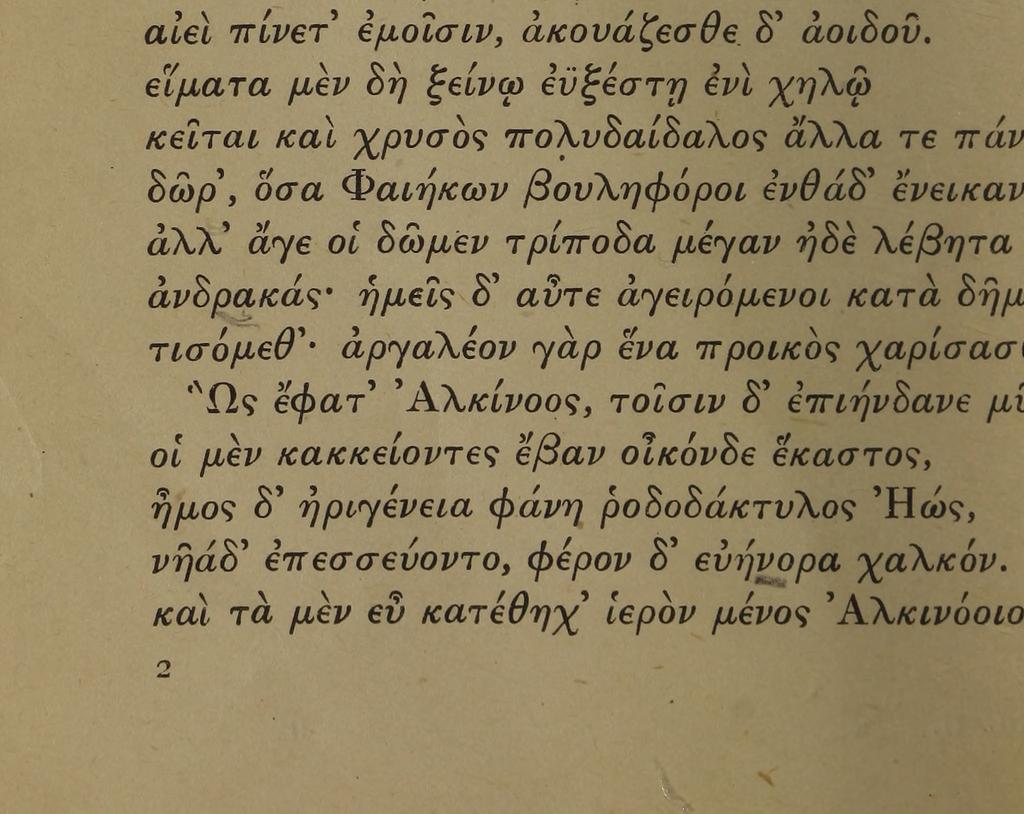 αἰεὶ πίνετ' ἐμοῖσιν, ἀκουάζεσθε δ' ἀοιδοῦ.
εἵματα μὲν δὴ ξείνῳ ἐϋξέστῃ ἐνὶ χηλῷ
κεῖται καὶ χρυσὸς πολυδαίδαλος ἄλλα τε πάν
δῶρ', ὅσα Φαιήκων βουληφόροι ἐνθάδ' ἔνεικαν
ἀλλ' ἄγε οἱ δῶμεν τρίποδα μέγαν ἠδὲ λέβητα
ἀνδρακάς· ἡμεῖς δ' αὖτε ἀγειρόμενοι κατὰ δῆμ
τισόμεθ'· ἀργαλέον γὰρ ἕνα προικὸς χαρίσασ
Ὣς ἔφατ' Ἀλκίνοος, τοῖσιν δ' ἐπιήνδανε μῦ
οἱ μὲν κακκείοντες ἔβαν οἶκόνδε ἕκαστος,
ἦμος δ' ἠριγένεια φάνη ῥοδοδάκτυλος Ἠώς,
νῆάδ' ἐπεσσεύοντο, φέρον δ' εὐήνορα χαλκόν.
καὶ τὰ μὲν εὖ κατέθηχ' ἱερὸν μένος Ἀλκινόοιο
2